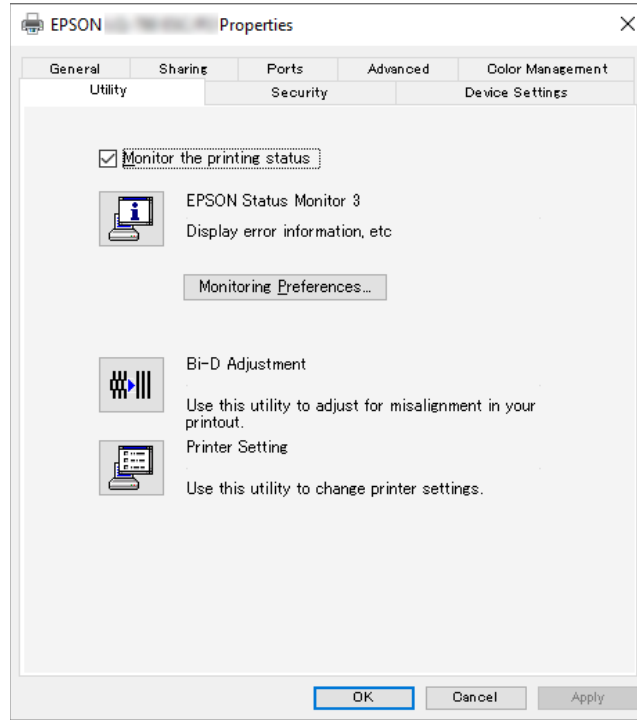 EPSON Properties
General Sharing Ports Advanced Color Management
Utility Security Device Settings
Monitor the printing status
EPSON Status Monitor 3
Display error information, etc
Monitoring Preferences...
Bi-D Adjustment
Use this utility to adjust for misalignment in your
printout.
Printer Setting
Use this utility to change printer settings.
OK Cancel Apply